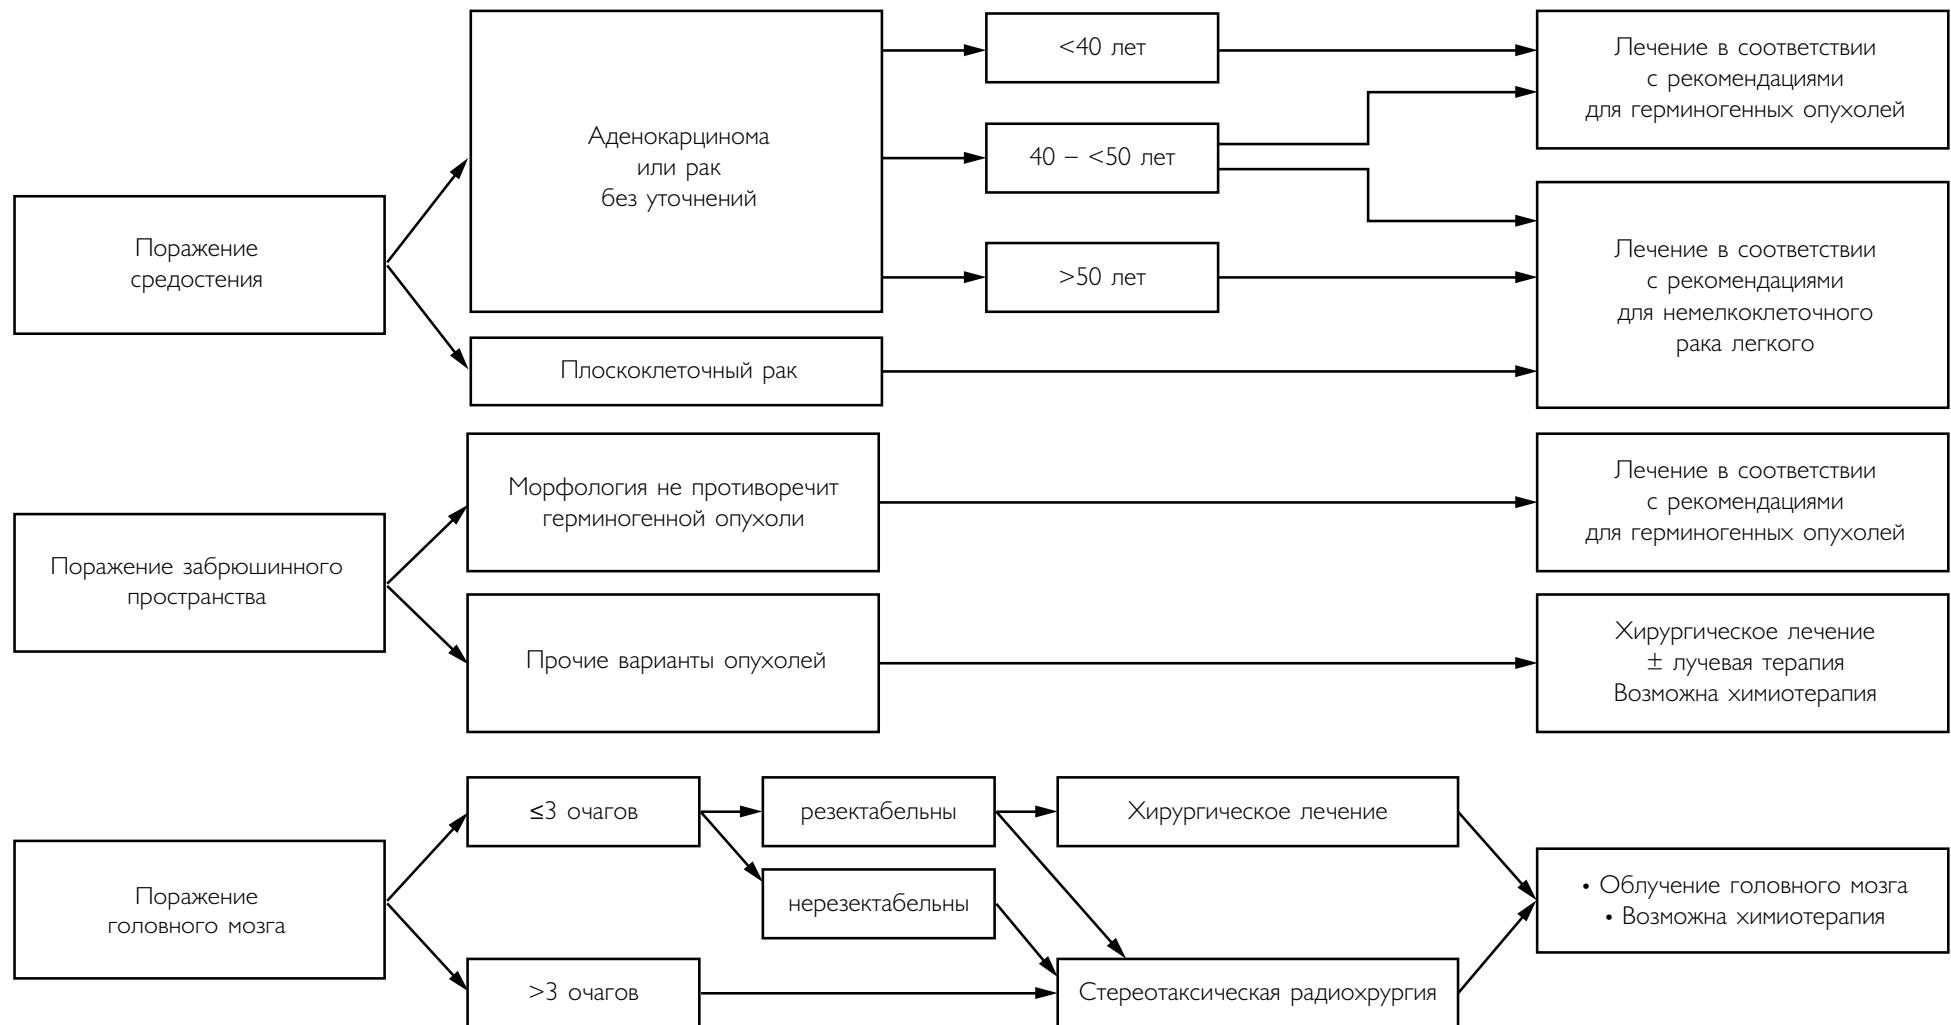 Поражение
средостения
Аденокарцинома
или рак
без уточнений
Плоскоклеточный рак
<40 лет
40 – <50 лет
>50 лет
Лечение в соответствии
с рекомендациями
для герминогенных опухолей
Лечение в соответствии
с рекомендациями
для немелкоклеточного
рака легкого
Поражение забрюшинного
пространства
Морфология не противоречит
герминогенной опухоли
Прочие варианты опухолей
Лечение в соответствии
с рекомендациями
для герминогенных опухолей
Хирургическое лечение
± лучевая терапия
Возможна химиотерапия
Поражение
головного мозга
≤3 очагов
>3 очагов
резектабельны
нерезектабельны
Хирургическое лечение
Стереотаксическая радиохрургия
• Облучение головного мозга
• Возможна химиотерапия